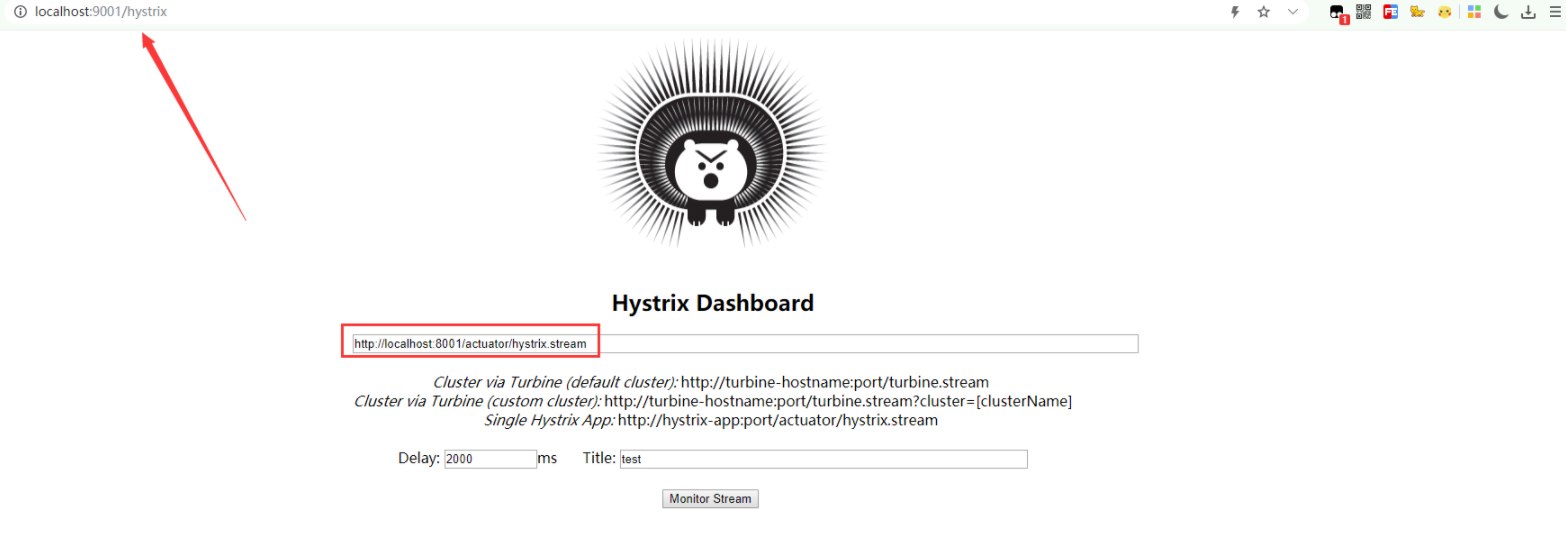 localhost:9001/hystrix
1
Hystrix Dashboard
http://localhost:8001/actuator/hystrix.stream
Cluster via Turbine (default cluster): http://turbine-hostname:port/turbine.stream
Cluster via Turbine (custom cluster): http://turbine-hostname:port/turbine.stream?cluster=[clusterName]
Single Hystrix App: http://hystrix-app:port/actuator/hystrix.stream
Delay: 2000 ms Title: test
Monitor Stream